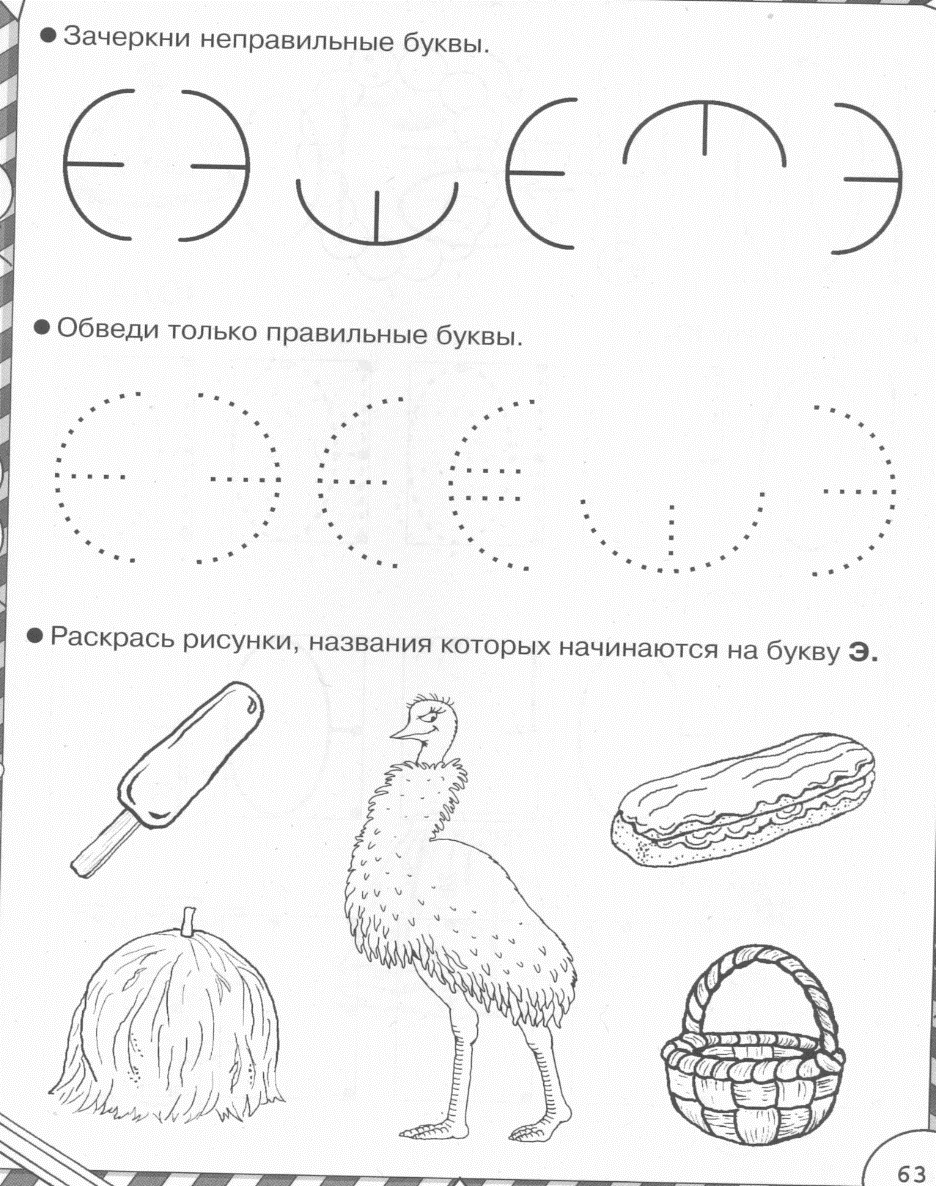 Зачеркни неправильные буквы.
Обведи только правильные буквы.
Раскрась рисунки, названия которых начинаются на букву Э.
63